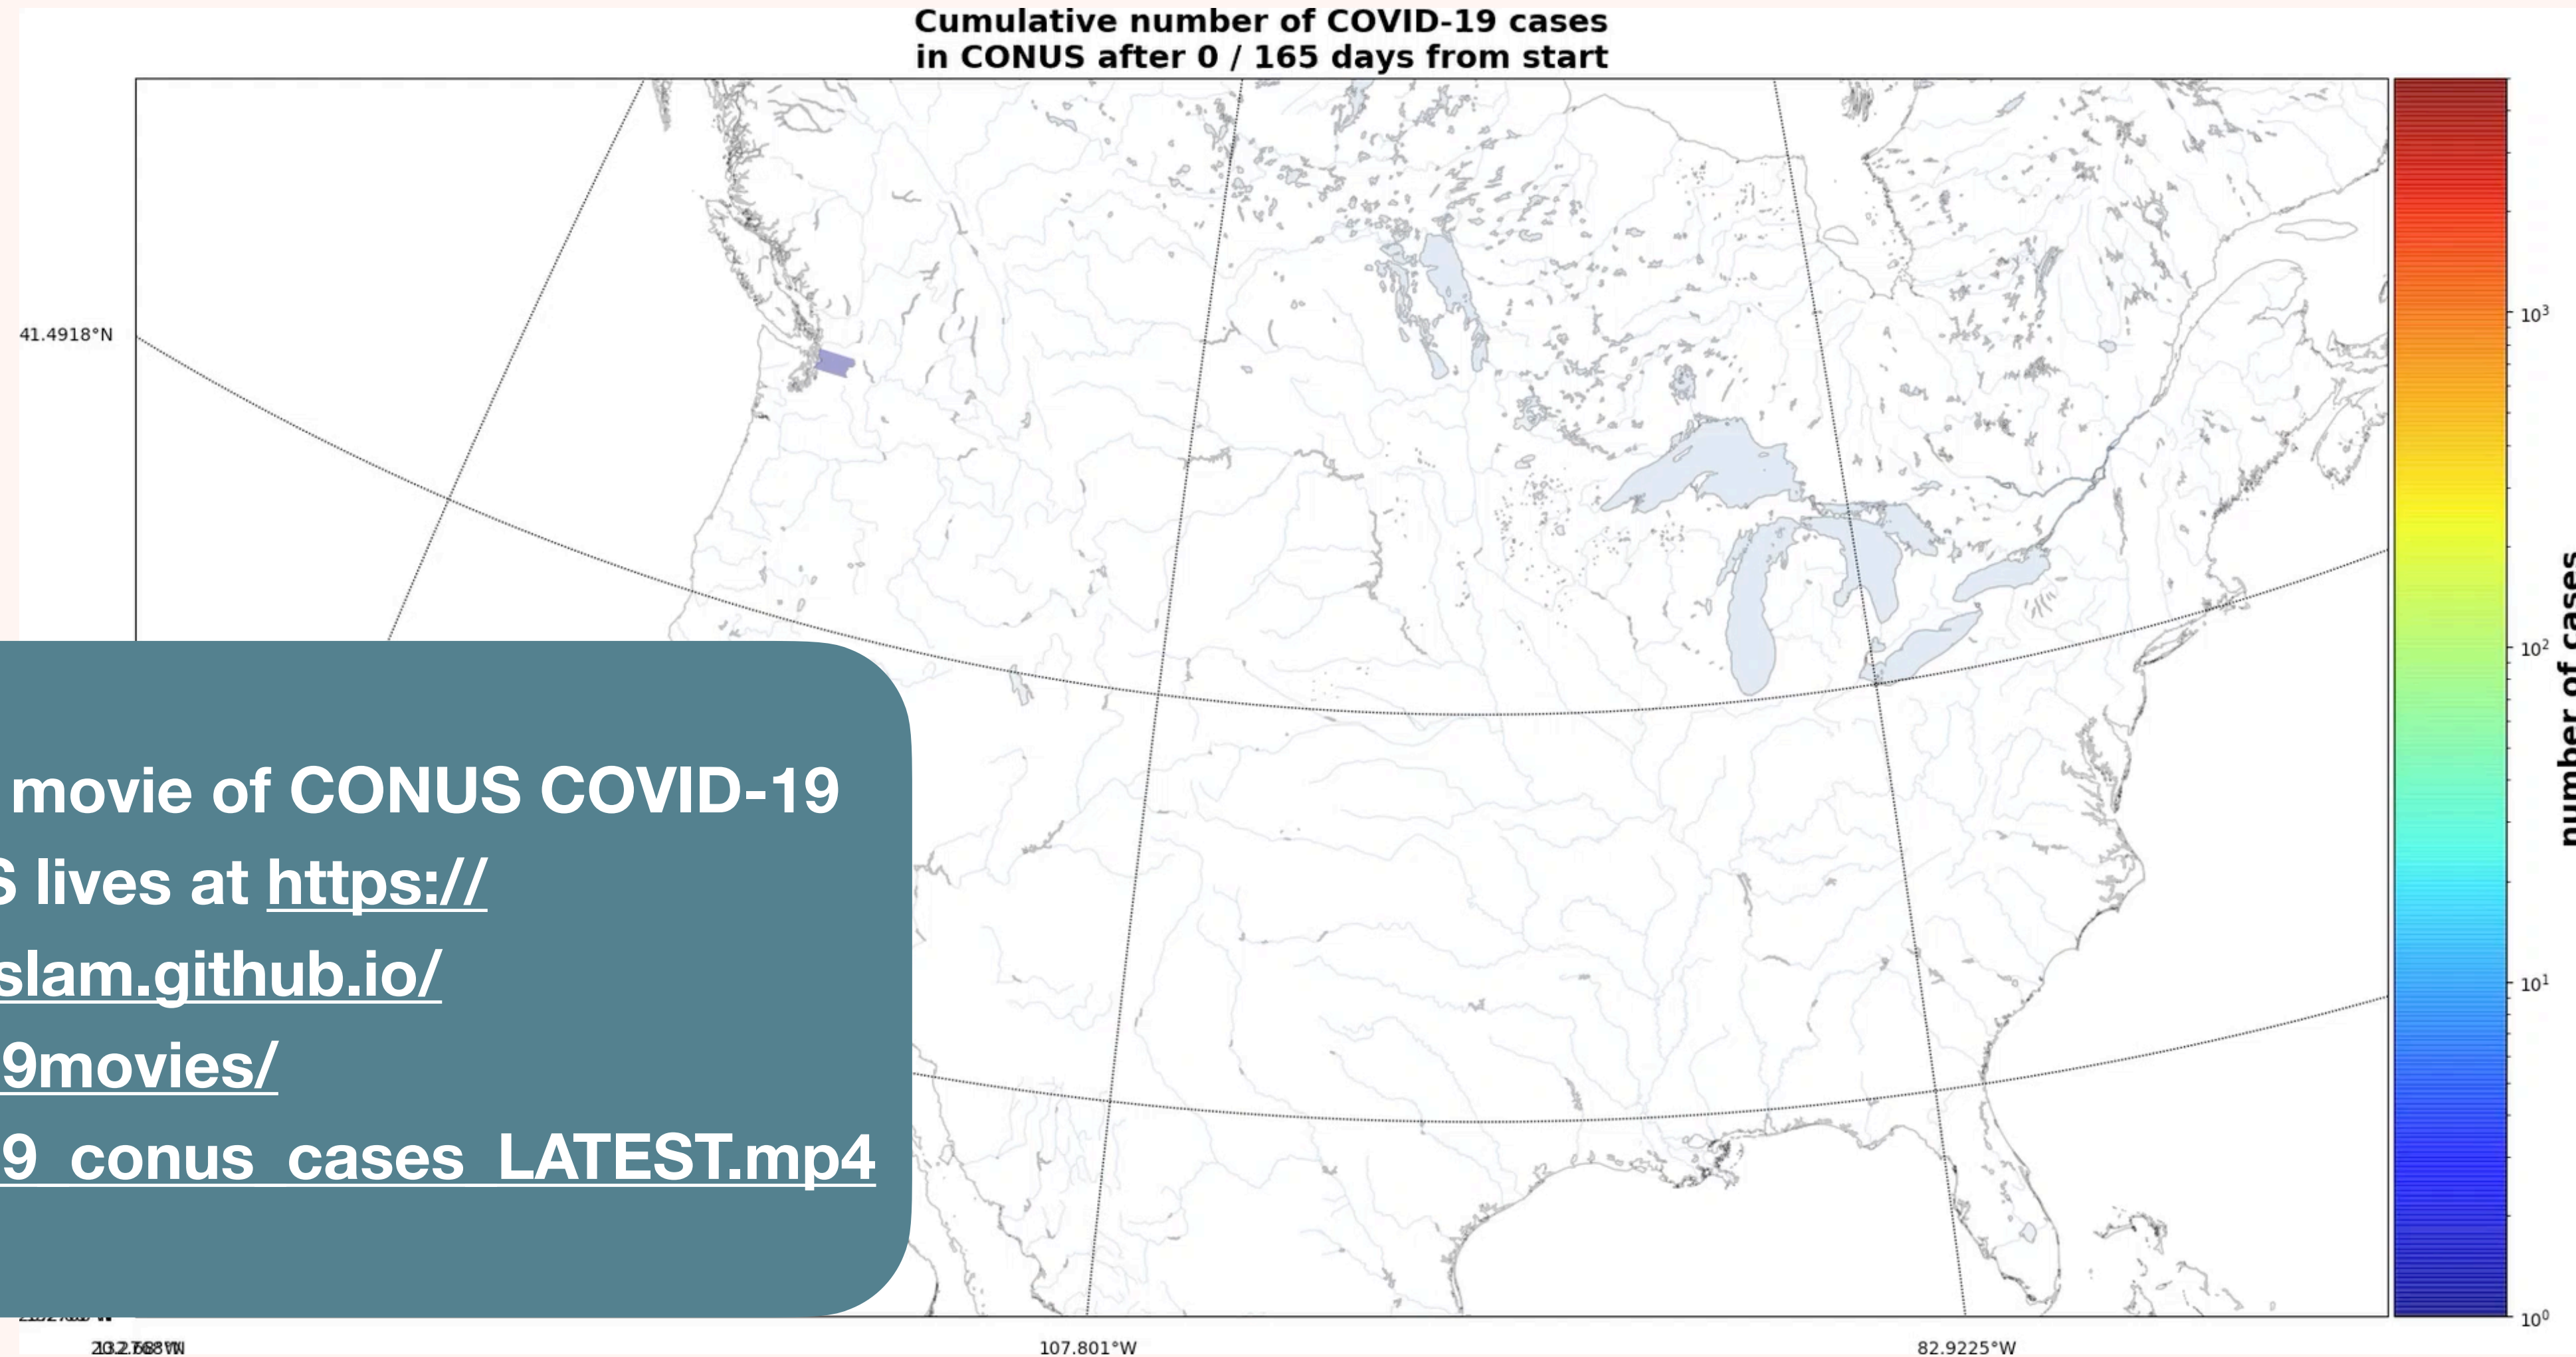 Cumulative number of COVID-19 cases
in CONUS after 0 / 165 days from start
41.4918°N
movie of CONUS COVID-19
S lives at https://
slam.github.io/
9movies/
9_conus_cases_LATEST.mp4
107.801°W
82.9225°W
10³
10²
10¹
10⁰
number of cases